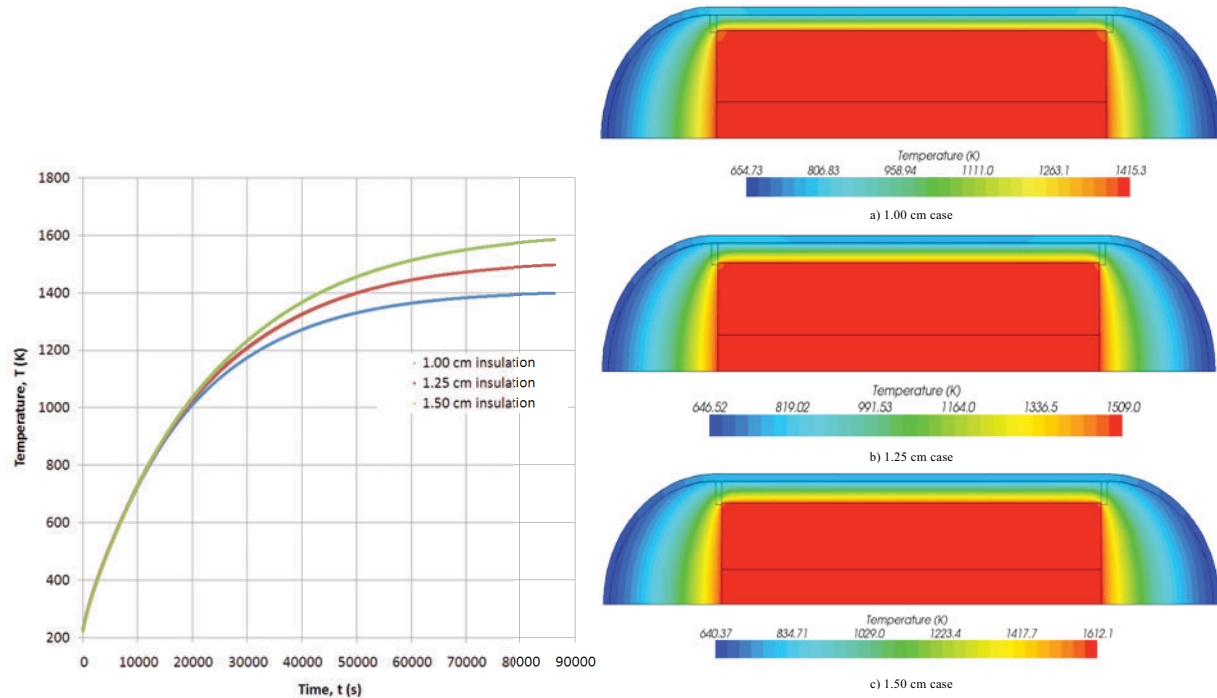 1800
1600
1400
1200
1000
800
600
400
200
Temperature, T (K)
1.00 cm insulation
1.25 cm insulation
1.50 cm insulation
0 10000 20000 30000 40000 50000 60000 70000 80000 90000
Time, t (s)
Temperature (K)
654.73 806.83 958.94 1111.0 1263.1 1415.3
a) 1.00 cm case
Temperature (K)
646.52 819.02 991.53 1164.0 1336.5 1509.0
b) 1.25 cm case
Temperature (K)
640.37 834.71 1029.0 1223.4 1417.7 1612.1
c) 1.50 cm case